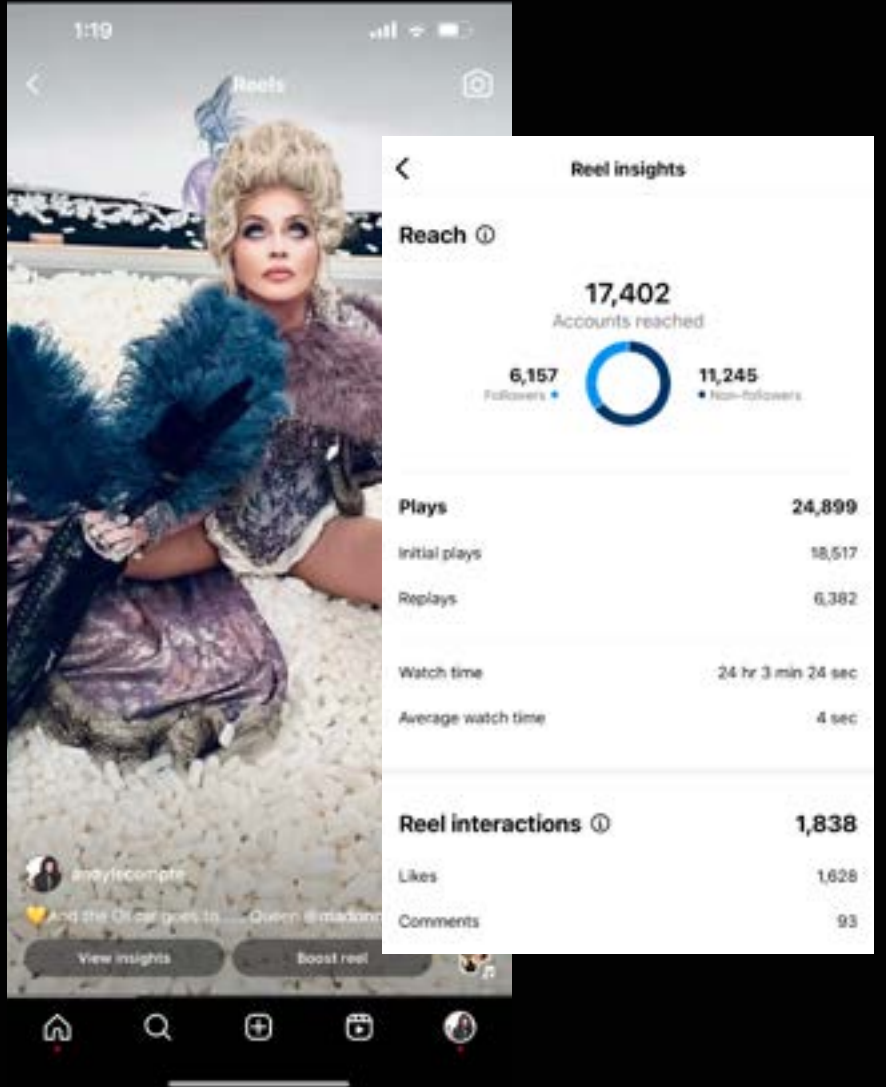 1:19
Reels
andylecompte
💛And the Oscar goes to...... Queen @madonn
View insights
Boost reel
Reel insights
Reach
17,402
Accounts reached
6,157
Followers
11,245
Non-followers
Plays 24,899
Initial plays 18,517
Replays 6,382
Watch time 24 hr 3 min 24 sec
Average watch time 4 sec
Reel interactions 1,838
Likes 1,628
Comments 93